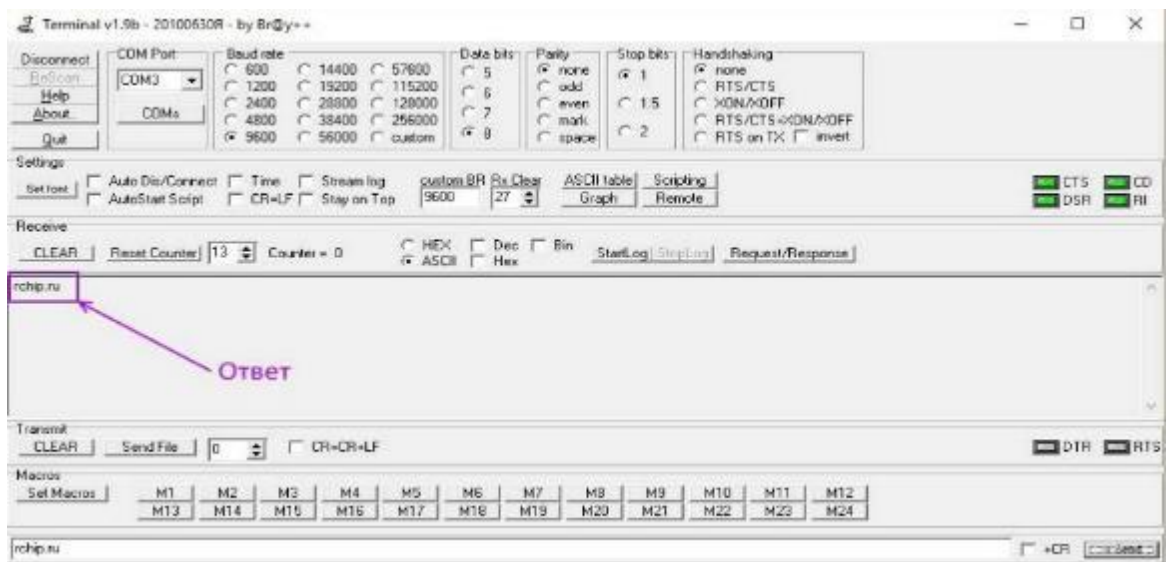 Terminal v1.9b - 20100630Я - by Br@y++
Disconnect COM Port Baud rate Data bits Parity Stop bits Handshaking
ReScan COM3 600 14400 57600 5 none 1 none
Help 1200 19200 115200 6 odd RTS/CTS
About.. COMs 2400 28800 128000 7 even 1.5 XON/XOFF
Quit 4800 38400 256000 8 mark 2 RTS/CTS+XON/XOFF
9600 56000 custom space RTS on TX invert
Settings
Set font Auto Dis/Connect Time Stream log custom BR Rx Clear ASCII table Scripting CTS CD
AutoStart Script CR=LF Stay on Top 9600 27 Graph Remote DSR RI
Receive
CLEAR Reset Counter 13 Counter = 0 HEX Dec Bin StartLog StopLog Request/Response
ASCII Hex
rchip.ru
Ответ
Transmit
CLEAR Send File 0 CR=CR+LF DTR RTS
Macros
Set Macros M1 M2 M3 M4 M5 M6 M7 M8 M9 M10 M11 M12
M13 M14 M15 M16 M17 M18 M19 M20 M21 M22 M23 M24
rchip.ru +CR Send